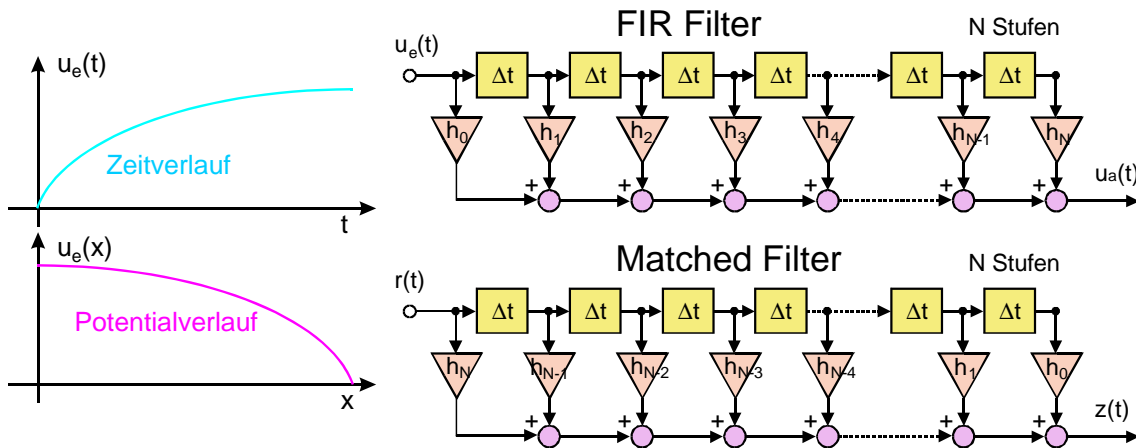 u_e(t)
Zeitverlauf
t
u_e(x)
Potentialverlauf
x
FIR Filter
N Stufen
u_e(t)
Δt Δt Δt Δt Δt Δt
h_0 h_1 h_2 h_3 h_4 h_N-1 h_N
+ + + + + +
u_a(t)
Matched Filter
N Stufen
r(t)
Δt Δt Δt Δt Δt Δt
h_N h_N-1 h_N-2 h_N-3 h_N-4 h_1 h_0
+ + + + + +
z(t)